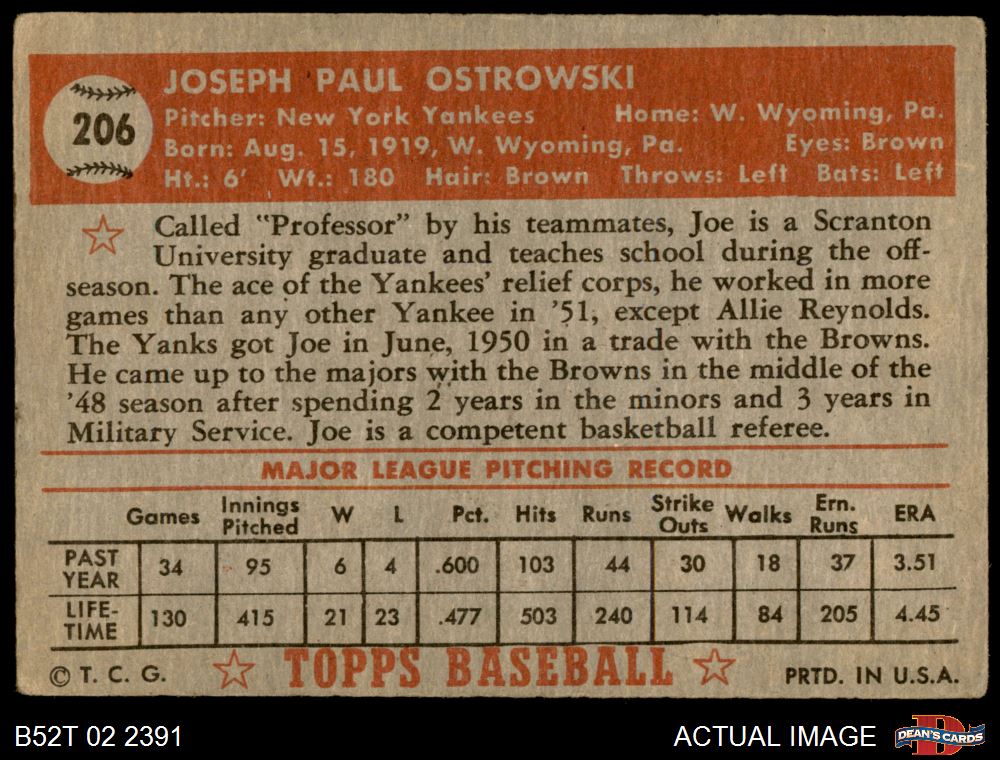 206
JOSEPH PAUL OSTROWSKI
Pitcher: New York Yankees Home: W. Wyoming, Pa.
Born: Aug. 15, 1919, W. Wyoming, Pa. Eyes: Brown
Ht.: 6' Wt.: 180 Hair: Brown Throws: Left Bats: Left
Called "Professor" by his teammates, Joe is a Scranton
University graduate and teaches school during the off-
season. The ace of the Yankees' relief corps, he worked in more
games than any other Yankee in '51, except Allie Reynolds.
The Yanks got Joe in June, 1950 in a trade with the Browns.
He came up to the majors with the Browns in the middle of the
'48 season after spending 2 years in the minors and 3 years in
Military Service. Joe is a competent basketball referee.
MAJOR LEAGUE PITCHING RECORD
Games Innings Pitched W L Pct. Hits Runs Strike Outs Walks Ern. Runs ERA
PAST YEAR 34 95 6 4 .600 103 44 30 18 37 3.51
LIFE-TIME 130 415 21 23 .477 503 240 114 84 205 4.45
© T. C. G. TOPPS BASEBALL PRTD. IN U.S.A.
B52T 02 2391 ACTUAL IMAGE DEAN'S CARDS